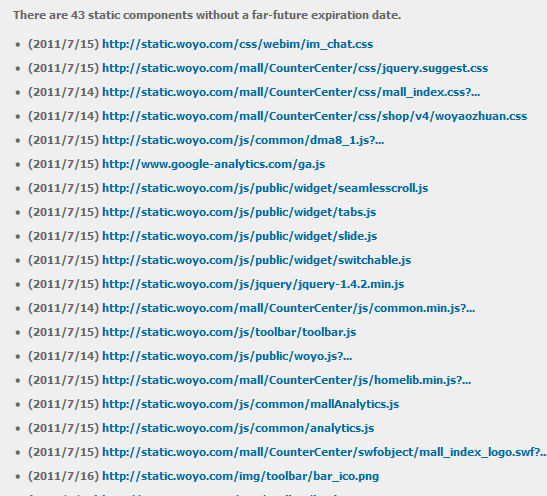 There are 43 static components without a far-future expiration date.
• (2011/7/15) http://static.woyo.com/css/webim/im_chat.css
• (2011/7/15) http://static.woyo.com/mall/CounterCenter/css/jquery.suggest.css
• (2011/7/14) http://static.woyo.com/mall/CounterCenter/css/mall_index.css?...
• (2011/7/14) http://static.woyo.com/mall/CounterCenter/css/shop/v4/woyaozhuan.css
• (2011/7/15) http://static.woyo.com/js/common/dma8_1.js?...
• (2011/7/15) http://www.google-analytics.com/ga.js
• (2011/7/15) http://static.woyo.com/js/public/widget/seamlesscroll.js
• (2011/7/15) http://static.woyo.com/js/public/widget/tabs.js
• (2011/7/15) http://static.woyo.com/js/public/widget/slide.js
• (2011/7/15) http://static.woyo.com/js/public/widget/switchable.js
• (2011/7/15) http://static.woyo.com/js/jquery/jquery-1.4.2.min.js
• (2011/7/14) http://static.woyo.com/mall/CounterCenter/js/common.min.js?...
• (2011/7/15) http://static.woyo.com/js/toolbar/toolbar.js
• (2011/7/14) http://static.woyo.com/js/public/woyo.js?...
• (2011/7/15) http://static.woyo.com/mall/CounterCenter/js/homelib.min.js?...
• (2011/7/15) http://static.woyo.com/js/common/mallAnalytics.js
• (2011/7/15) http://static.woyo.com/js/common/analytics.js
• (2011/7/15) http://static.woyo.com/mall/CounterCenter/swfobject/mall_index_logo.swf?..
• (2011/7/16) http://static.woyo.com/img/toolbar/bar_ico.png